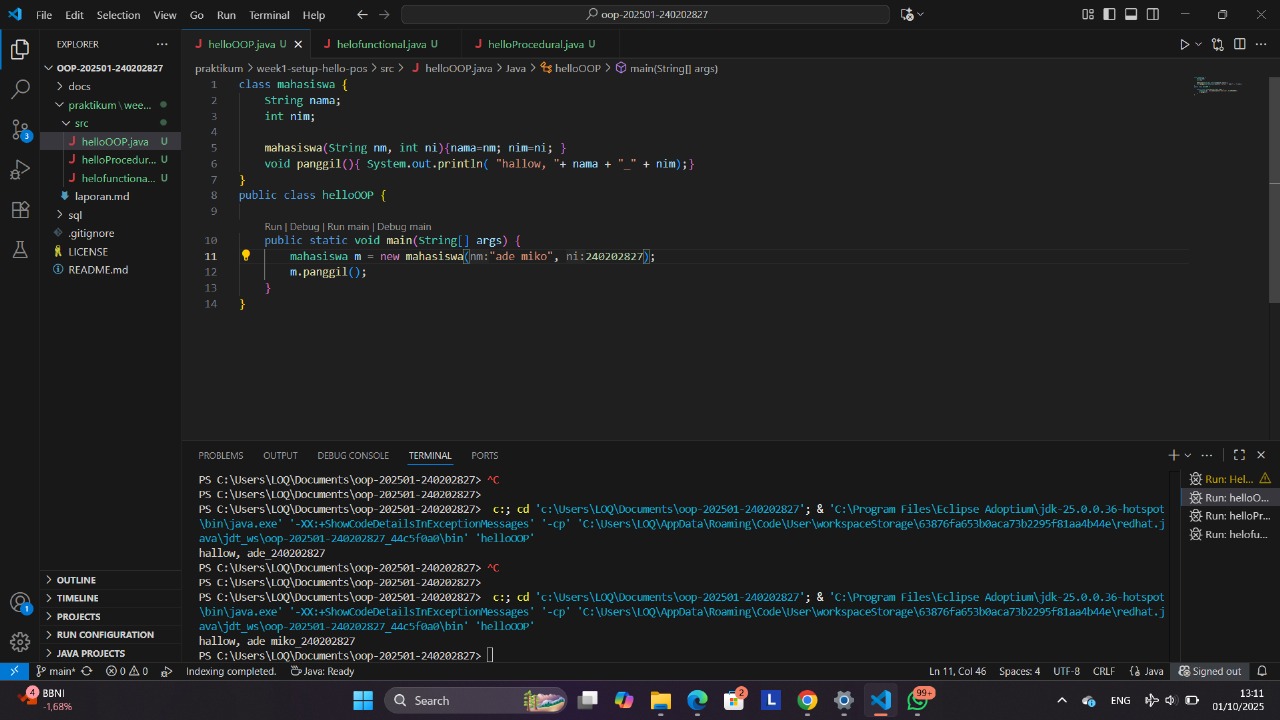 File Edit Selection View Go Run Terminal Help
oop-202501-240202827
EXPLORER
OOP-202501-240202827
docs
praktikum \ wee...
src
helloOOP.java U
helloProcedur... U
helofunctiona... U
laporan.md
sql
.gitignore
LICENSE
README.md
OUTLINE
TIMELINE
PROJECTS
RUN CONFIGURATION
JAVA PROJECTS
3
1
helloOOP.java U
helofunctional.java U
helloProcedural.java U
praktikum > week1-setup-hello-pos > src > helloOOP.java > Java > helloOOP > main(String[] args)
1 class mahasiswa {
2 String nama;
3 int nim;
4
5 mahasiswa(String nm, int ni){nama=nm; nim=ni; }
6 void panggil(){ System.out.println( "hallow, "+ nama + "_" + nim);}
7 }
8 public class helloOOP {
9
Run | Debug | Run main | Debug main
10 public static void main(String[] args) {
11 mahasiswa m = new mahasiswa(nm:"ade miko", ni:240202827);
12 m.panggil();
13 }
14 }
PROBLEMS OUTPUT DEBUG CONSOLE TERMINAL PORTS
PS C:\Users\LOQ\Documents\oop-202501-240202827> ^C
PS C:\Users\LOQ\Documents\oop-202501-240202827>
PS C:\Users\LOQ\Documents\oop-202501-240202827> c:; cd 'c:\Users\LOQ\Documents\oop-202501-240202827'; & 'C:\Program Files\Eclipse Adoptium\jdk-25.0.0.36-hotspot
\bin\java.exe' '-XX:+ShowCodeDetailsInExceptionMessages' '-cp' 'C:\Users\LOQ\AppData\Roaming\Code\User\workspaceStorage\63876fa653b0aca73b2295f81aa4b44e\redhat.j
ava\jdt_ws\oop-202501-240202827_44c5f0a0\bin' 'helloOOP'
hallow, ade_240202827
PS C:\Users\LOQ\Documents\oop-202501-240202827> ^C
PS C:\Users\LOQ\Documents\oop-202501-240202827>
PS C:\Users\LOQ\Documents\oop-202501-240202827> c:; cd 'c:\Users\LOQ\Documents\oop-202501-240202827'; & 'C:\Program Files\Eclipse Adoptium\jdk-25.0.0.36-hotspot
\bin\java.exe' '-XX:+ShowCodeDetailsInExceptionMessages' '-cp' 'C:\Users\LOQ\AppData\Roaming\Code\User\workspaceStorage\63876fa653b0aca73b2295f81aa4b44e\redhat.j
ava\jdt_ws\oop-202501-240202827_44c5f0a0\bin' 'helloOOP'
hallow, ade miko_240202827
PS C:\Users\LOQ\Documents\oop-202501-240202827>
Run: Hel...
Run: helloO...
Run: helloPr...
Run: helofu...
main* 0 0 Indexing completed. Java: Ready Ln 11, Col 46 Spaces: 4 UTF-8 CRLF {} Java Signed out
4 BBNI
-1,68%
Search
2
L
99+
ENG
13:11
01/10/2025